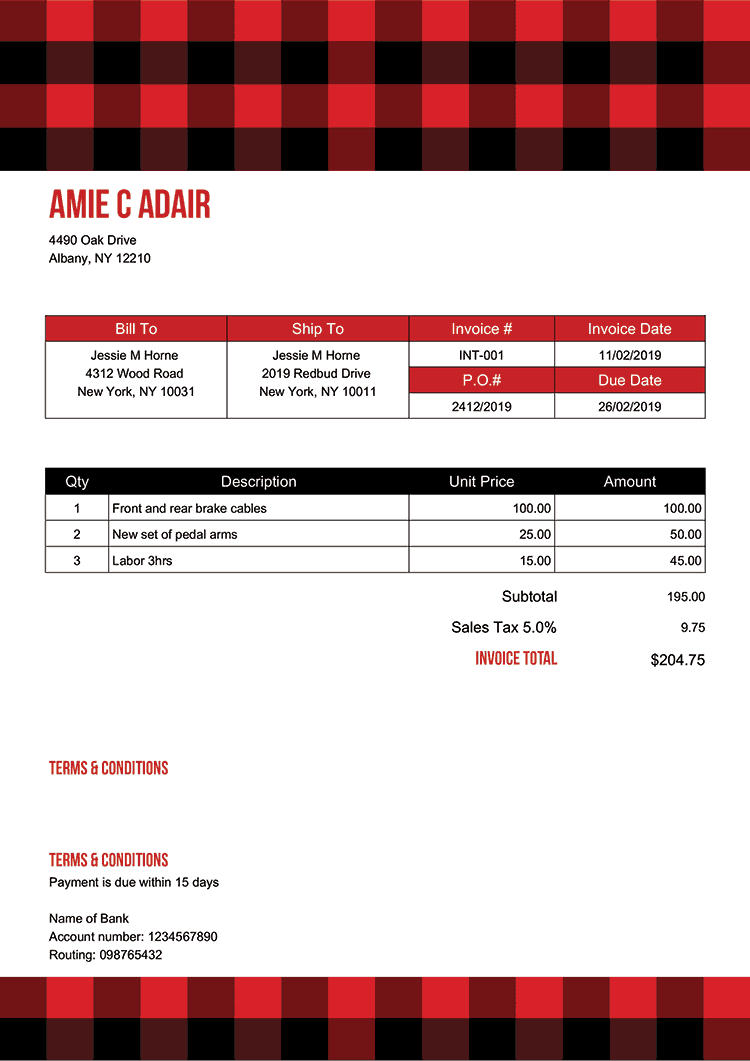 AMIE C ADAIR
4490 Oak Drive
Albany, NY 12210
Bill To Ship To Invoice # Invoice Date
Jessie M Horne Jessie M Horne INT-001 11/02/2019
4312 Wood Road 2019 Redbud Drive P.O.# Due Date
New York, NY 10031 New York, NY 10011 2412/2019 26/02/2019
Qty Description Unit Price Amount
1 Front and rear brake cables 100.00 100.00
2 New set of pedal arms 25.00 50.00
3 Labor 3hrs 15.00 45.00
Subtotal 195.00
Sales Tax 5.0% 9.75
INVOICE TOTAL $204.75
TERMS & CONDITIONS
TERMS & CONDITIONS
Payment is due within 15 days
Name of Bank
Account number: 1234567890
Routing: 098765432